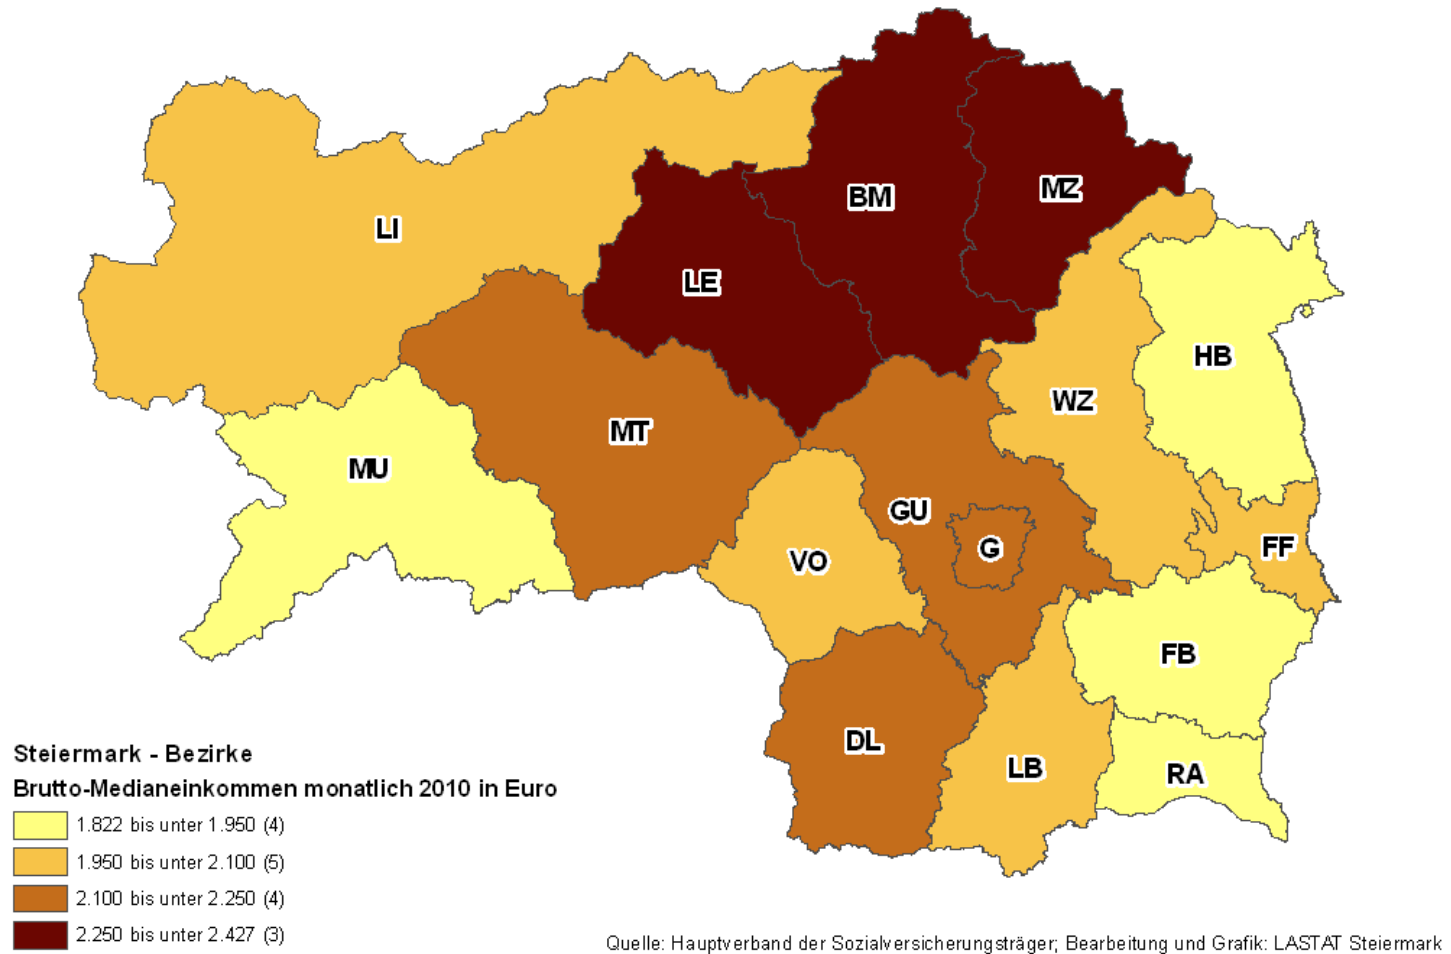 BM
MZ
LI
LE
HB
WZ
MT
MU
GU
G
FF
VO
FB
DL
LB
RA
Steiermark - Bezirke
Brutto-Medianeinkommen monatlich 2010 in Euro
1.822 bis unter 1.950 (4)
1.950 bis unter 2.100 (5)
2.100 bis unter 2.250 (4)
2.250 bis unter 2.427 (3)
Quelle: Hauptverband der Sozialversicherungsträger; Bearbeitung und Grafik: LASTAT Steiermark